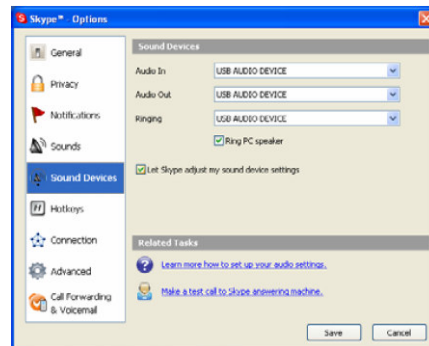 Skype™ - Options
General
Privacy
Notifications
Sounds
Sound Devices
Hotkeys
Connection
Advanced
Call Forwarding
& Voicemail
Sound Devices
Audio In USB AUDIO DEVICE
Audio Out USB AUDIO DEVICE
Ringing USB AUDIO DEVICE
Ring PC speaker
Let Skype adjust my sound device settings
Related Tasks
Learn more how to set up your audio settings.
Make a test call to Skype answering machine.
Save Cancel